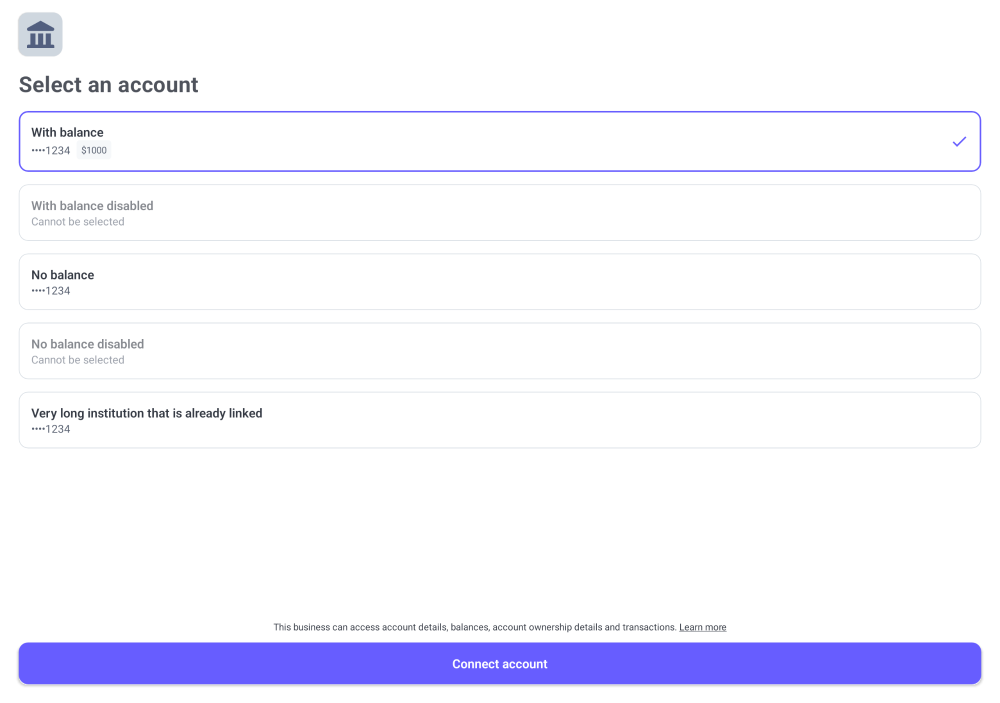 Select an account
With balance
••••1234 $1000
With balance disabled
Cannot be selected
No balance
••••1234
No balance disabled
Cannot be selected
Very long institution that is already linked
••••1234
This business can access account details, balances, account ownership details and transactions. Learn more
Connect account